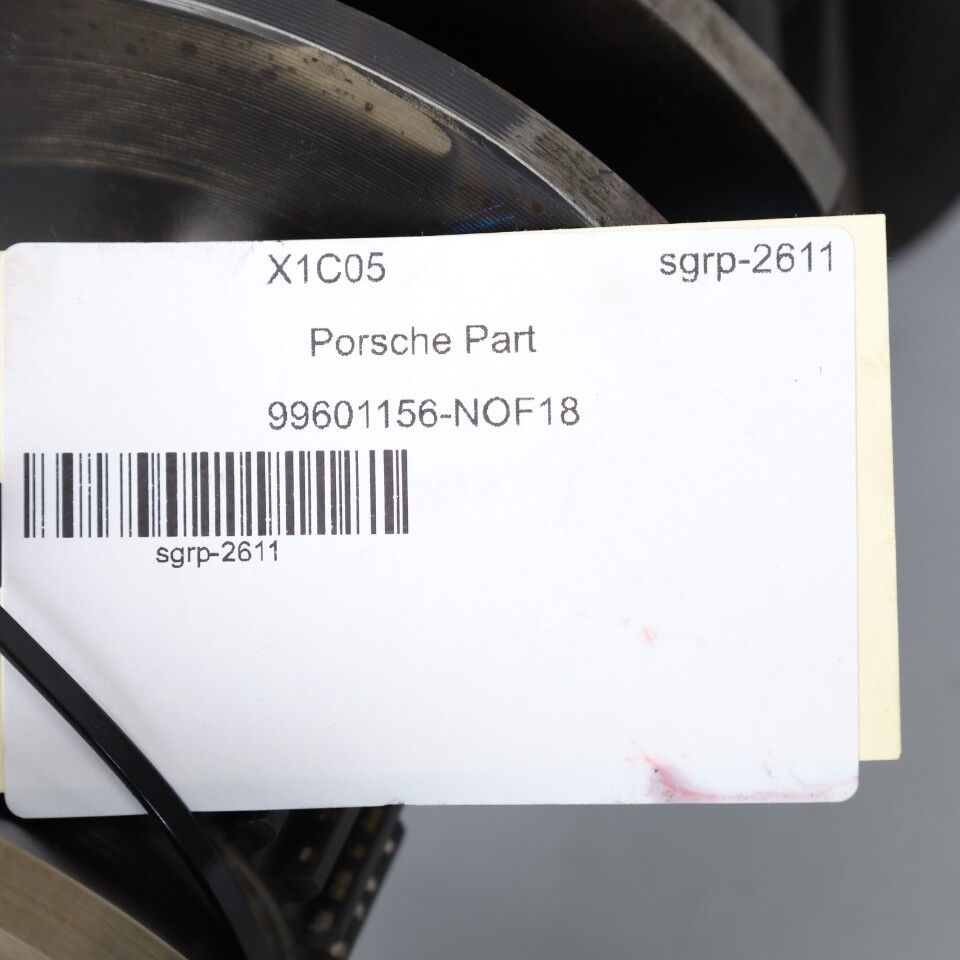 X1C05 sgrp-2611
Porsche Part
99601156-NOF18
sgrp-2611